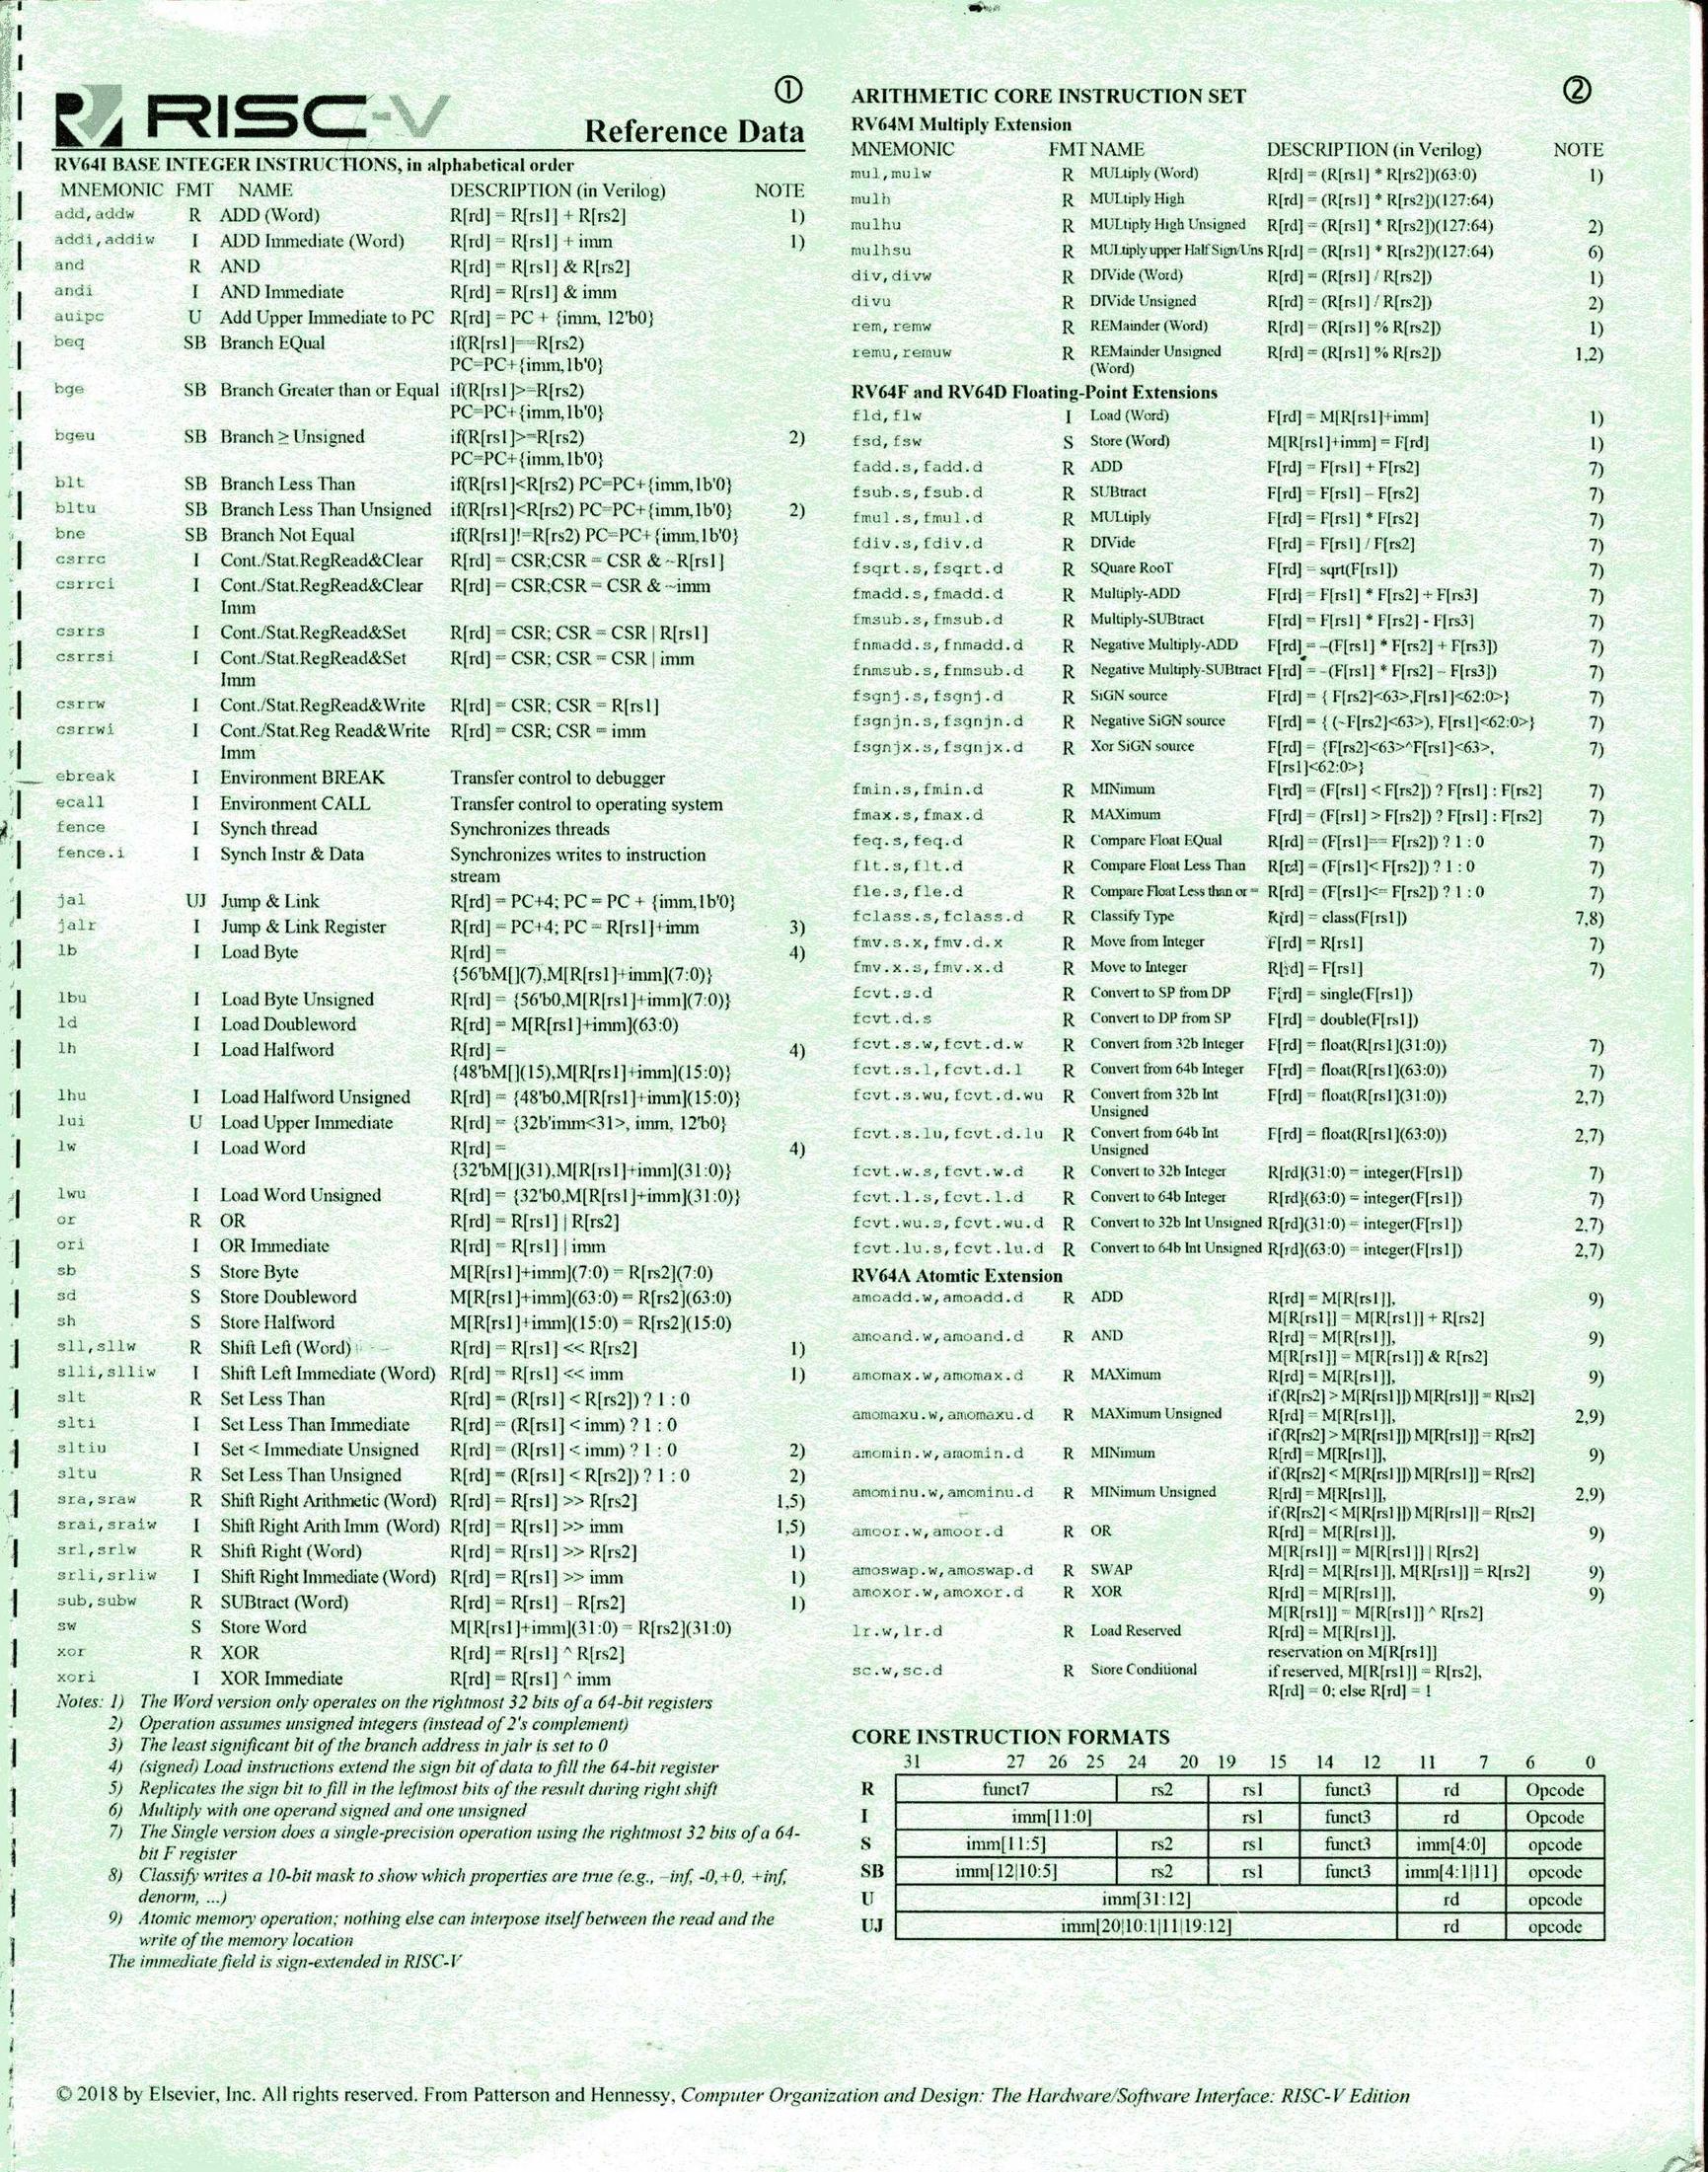 RISC-V
①
Reference Data
RV64I BASE INTEGER INSTRUCTIONS, in alphabetical order
MNEMONIC FMT NAME DESCRIPTION (in Verilog) NOTE
add, addw R ADD (Word) R[rd] = R[rs1] + R[rs2] 1)
addi, addiw I ADD Immediate (Word) R[rd] = R[rs1] + imm 1)
and R AND R[rd] = R[rs1] & R[rs2]
andi I AND Immediate R[rd] = R[rs1] & imm
auipc U Add Upper Immediate to PC R[rd] = PC + {imm, 12'b0}
beq SB Branch EQual if(R[rs1]==R[rs2)
PC=PC+{imm,1b'0}
bge SB Branch Greater than or Equal if(R[rs1]>=R[rs2)
PC=PC+{imm,1b'0}
bgeu SB Branch ≥ Unsigned if(R[rs1]>=R[rs2) 2)
PC=PC+{imm,1b'0}
blt SB Branch Less Than if(R[rs1]<R[rs2) PC=PC+{imm,1b'0}
bltu SB Branch Less Than Unsigned if(R[rs1]<R[rs2) PC=PC+{imm,1b'0} 2)
bne SB Branch Not Equal if(R[rs1]!=R[rs2) PC=PC+{imm,1b'0}
csrrc I Cont./Stat.RegRead&Clear R[rd] = CSR;CSR = CSR & ~R[rs1]
csrrci I Cont./Stat.RegRead&Clear R[rd] = CSR;CSR = CSR & ~imm
Imm
csrrs I Cont./Stat.RegRead&Set R[rd] = CSR; CSR = CSR | R[rs1]
csrrsi I Cont./Stat.RegRead&Set R[rd] = CSR; CSR = CSR | imm
Imm
csrrw I Cont./Stat.RegRead&Write R[rd] = CSR; CSR = R[rs1]
csrrwi I Cont./Stat.Reg Read&Write R[rd] = CSR; CSR = imm
Imm
ebreak I Environment BREAK Transfer control to debugger
ecall I Environment CALL Transfer control to operating system
fence I Synch thread Synchronizes threads
fence.i I Synch Instr & Data Synchronizes writes to instruction
stream
jal UJ Jump & Link R[rd] = PC+4; PC = PC + {imm,1b'0}
jalr I Jump & Link Register R[rd] = PC+4; PC = R[rs1]+imm 3)
lb I Load Byte R[rd] = 4)
{56'bM[](7),M[R[rs1]+imm](7:0)}
lbu I Load Byte Unsigned R[rd] = {56'b0,M[R[rs1]+imm](7:0)}
ld I Load Doubleword R[rd] = M[R[rs1]+imm](63:0)
lh I Load Halfword R[rd] = 4)
{48'bM[](15),M[R[rs1]+imm](15:0)}
lhu I Load Halfword Unsigned R[rd] = {48'b0,M[R[rs1]+imm](15:0)}
lui U Load Upper Immediate R[rd] = {32b'imm<31>, imm, 12'b0}
lw I Load Word R[rd] = 4)
{32'bM[](31),M[R[rs1]+imm](31:0)}
lwu I Load Word Unsigned R[rd] = {32'b0,M[R[rs1]+imm](31:0)}
or R OR R[rd] = R[rs1] | R[rs2]
ori I OR Immediate R[rd] = R[rs1] | imm
sb S Store Byte M[R[rs1]+imm](7:0) = R[rs2](7:0)
sd S Store Doubleword M[R[rs1]+imm](63:0) = R[rs2](63:0)
sh S Store Halfword M[R[rs1]+imm](15:0) = R[rs2](15:0)
sll, sllw R Shift Left (Word) R[rd] = R[rs1] << R[rs2] 1)
slli, slliw I Shift Left Immediate (Word) R[rd] = R[rs1] << imm 1)
slt R Set Less Than R[rd] = (R[rs1] < R[rs2]) ? 1 : 0
slti I Set Less Than Immediate R[rd] = (R[rs1] < imm) ? 1 : 0
sltiu I Set < Immediate Unsigned R[rd] = (R[rs1] < imm) ? 1 : 0 2)
sltu R Set Less Than Unsigned R[rd] = (R[rs1] < R[rs2]) ? 1 : 0 2)
sra, sraw R Shift Right Arithmetic (Word) R[rd] = R[rs1] >> R[rs2] 1,5)
srai, sraiw I Shift Right Arith Imm (Word) R[rd] = R[rs1] >> imm 1,5)
srl, srlw R Shift Right (Word) R[rd] = R[rs1] >> R[rs2] 1)
srli, srliw I Shift Right Immediate (Word) R[rd] = R[rs1] >> imm 1)
sub, subw R SUBtract (Word) R[rd] = R[rs1] − R[rs2] 1)
sw S Store Word M[R[rs1]+imm](31:0) = R[rs2](31:0)
xor R XOR R[rd] = R[rs1] ^ R[rs2]
xori I XOR Immediate R[rd] = R[rs1] ^ imm
Notes: 1) The Word version only operates on the rightmost 32 bits of a 64-bit registers
2) Operation assumes unsigned integers (instead of 2's complement)
3) The least significant bit of the branch address in jalr is set to 0
4) (signed) Load instructions extend the sign bit of data to fill the 64-bit register
5) Replicates the sign bit to fill in the leftmost bits of the result during right shift
6) Multiply with one operand signed and one unsigned
7) The Single version does a single-precision operation using the rightmost 32 bits of a 64-
bit F register
8) Classify writes a 10-bit mask to show which properties are true (e.g., −inf, -0,+0, +inf,
denorm, ...)
9) Atomic memory operation; nothing else can interpose itself between the read and the
write of the memory location
The immediate field is sign-extended in RISC-V
②
ARITHMETIC CORE INSTRUCTION SET
RV64M Multiply Extension
MNEMONIC FMT NAME DESCRIPTION (in Verilog) NOTE
mul, mulw R MULtiply (Word) R[rd] = (R[rs1] * R[rs2])(63:0) 1)
mulh R MULtiply High R[rd] = (R[rs1] * R[rs2])(127:64)
mulhu R MULtiply High Unsigned R[rd] = (R[rs1] * R[rs2])(127:64) 2)
mulhsu R MULtiply upper Half Sign/Uns R[rd] = (R[rs1] * R[rs2])(127:64) 6)
div, divw R DIVide (Word) R[rd] = (R[rs1] / R[rs2]) 1)
divu R DIVide Unsigned R[rd] = (R[rs1] / R[rs2]) 2)
rem, remw R REMainder (Word) R[rd] = (R[rs1] % R[rs2]) 1)
remu, remuw R REMainder Unsigned R[rd] = (R[rs1] % R[rs2]) 1,2)
(Word)
RV64F and RV64D Floating-Point Extensions
fld, flw I Load (Word) F[rd] = M[R[rs1]+imm] 1)
fsd, fsw S Store (Word) M[R[rs1]+imm] = F[rd] 1)
fadd.s, fadd.d R ADD F[rd] = F[rs1] + F[rs2] 7)
fsub.s, fsub.d R SUBtract F[rd] = F[rs1] − F[rs2] 7)
fmul.s, fmul.d R MULtiply F[rd] = F[rs1] * F[rs2] 7)
fdiv.s, fdiv.d R DIVide F[rd] = F[rs1] / F[rs2] 7)
fsqrt.s, fsqrt.d R SQuare RooT F[rd] = sqrt(F[rs1]) 7)
fmadd.s, fmadd.d R Multiply-ADD F[rd] = F[rs1] * F[rs2] + F[rs3] 7)
fmsub.s, fmsub.d R Multiply-SUBtract F[rd] = F[rs1] * F[rs2] - F[rs3] 7)
fnmadd.s, fnmadd.d R Negative Multiply-ADD F[rd] = −(F[rs1] * F[rs2] + F[rs3]) 7)
fnmsub.s, fnmsub.d R Negative Multiply-SUBtract F[rd] = −(F[rs1] * F[rs2] − F[rs3]) 7)
fsgnj.s, fsgnj.d R SiGN source F[rd] = { F[rs2]<63>,F[rs1]<62:0>} 7)
fsgnjn.s, fsgnjn.d R Negative SiGN source F[rd] = { (~F[rs2]<63>), F[rs1]<62:0>} 7)
fsgnjx.s, fsgnjx.d R Xor SiGN source F[rd] = {F[rs2]<63>^F[rs1]<63>, 7)
F[rs1]<62:0>}
fmin.s, fmin.d R MINimum F[rd] = (F[rs1] < F[rs2]) ? F[rs1] : F[rs2] 7)
fmax.s, fmax.d R MAXimum F[rd] = (F[rs1] > F[rs2]) ? F[rs1] : F[rs2] 7)
feq.s, feq.d R Compare Float EQual R[rd] = (F[rs1]== F[rs2]) ? 1 : 0 7)
flt.s, flt.d R Compare Float Less Than R[rd] = (F[rs1]< F[rs2]) ? 1 : 0 7)
fle.s, fle.d R Compare Float Less than or = R[rd] = (F[rs1]<= F[rs2]) ? 1 : 0 7)
fclass.s, fclass.d R Classify Type R[rd] = class(F[rs1]) 7,8)
fmv.s.x, fmv.d.x R Move from Integer F[rd] = R[rs1] 7)
fmv.x.s, fmv.x.d R Move to Integer R[rd] = F[rs1] 7)
fcvt.s.d R Convert to SP from DP F[rd] = single(F[rs1])
fcvt.d.s R Convert to DP from SP F[rd] = double(F[rs1])
fcvt.s.w, fcvt.d.w R Convert from 32b Integer F[rd] = float(R[rs1](31:0)) 7)
fcvt.s.l, fcvt.d.l R Convert from 64b Integer F[rd] = float(R[rs1](63:0)) 7)
fcvt.s.wu, fcvt.d.wu R Convert from 32b Int F[rd] = float(R[rs1](31:0)) 2,7)
Unsigned
fcvt.s.lu, fcvt.d.lu R Convert from 64b Int F[rd] = float(R[rs1](63:0)) 2,7)
Unsigned
fcvt.w.s, fcvt.w.d R Convert to 32b Integer R[rd](31:0) = integer(F[rs1]) 7)
fcvt.l.s, fcvt.l.d R Convert to 64b Integer R[rd](63:0) = integer(F[rs1]) 7)
fcvt.wu.s, fcvt.wu.d R Convert to 32b Int Unsigned R[rd](31:0) = integer(F[rs1]) 2,7)
fcvt.lu.s, fcvt.lu.d R Convert to 64b Int Unsigned R[rd](63:0) = integer(F[rs1]) 2,7)
RV64A Atomtic Extension
amoadd.w, amoadd.d R ADD R[rd] = M[R[rs1]], 9)
M[R[rs1]] = M[R[rs1]] + R[rs2]
amoand.w, amoand.d R AND R[rd] = M[R[rs1]], 9)
M[R[rs1]] = M[R[rs1]] & R[rs2]
amomax.w, amomax.d R MAXimum R[rd] = M[R[rs1]], 9)
if (R[rs2] > M[R[rs1]]) M[R[rs1]] = R[rs2]
amomaxu.w, amomaxu.d R MAXimum Unsigned R[rd] = M[R[rs1]], 2,9)
if (R[rs2] > M[R[rs1]]) M[R[rs1]] = R[rs2]
amomin.w, amomin.d R MINimum R[rd] = M[R[rs1]], 9)
if (R[rs2] < M[R[rs1]]) M[R[rs1]] = R[rs2]
amominu.w, amominu.d R MINimum Unsigned R[rd] = M[R[rs1]], 2,9)
if (R[rs2] < M[R[rs1]]) M[R[rs1]] = R[rs2]
amoor.w, amoor.d R OR R[rd] = M[R[rs1]], 9)
M[R[rs1]] = M[R[rs1]] | R[rs2]
amoswap.w, amoswap.d R SWAP R[rd] = M[R[rs1]], M[R[rs1]] = R[rs2] 9)
amoxor.w, amoxor.d R XOR R[rd] = M[R[rs1]], 9)
M[R[rs1]] = M[R[rs1]] ^ R[rs2]
lr.w, lr.d R Load Reserved R[rd] = M[R[rs1]],
reservation on M[R[rs1]]
sc.w, sc.d R Store Conditional if reserved, M[R[rs1]] = R[rs2],
R[rd] = 0; else R[rd] = 1
CORE INSTRUCTION FORMATS
31 27 26 25 24 20 19 15 14 12 11 7 6 0
R funct7 rs2 rs1 funct3 rd Opcode
I imm[11:0] rs1 funct3 rd Opcode
S imm[11:5] rs2 rs1 funct3 imm[4:0] opcode
SB imm[12|10:5] rs2 rs1 funct3 imm[4:1|11] opcode
U imm[31:12] rd opcode
UJ imm[20|10:1|11|19:12] rd opcode
© 2018 by Elsevier, Inc. All rights reserved. From Patterson and Hennessy, Computer Organization and Design: The Hardware/Software Interface: RISC-V Edition